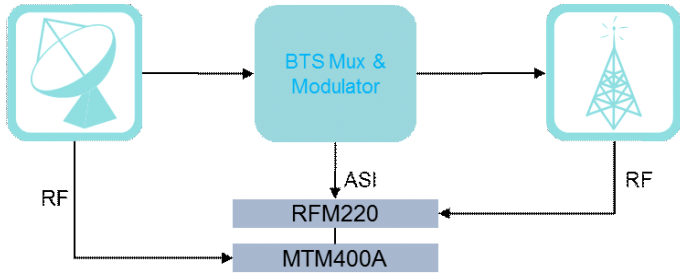 BTS Mux &
Modulator
RF
ASI
RF
RFM220
MTM400A